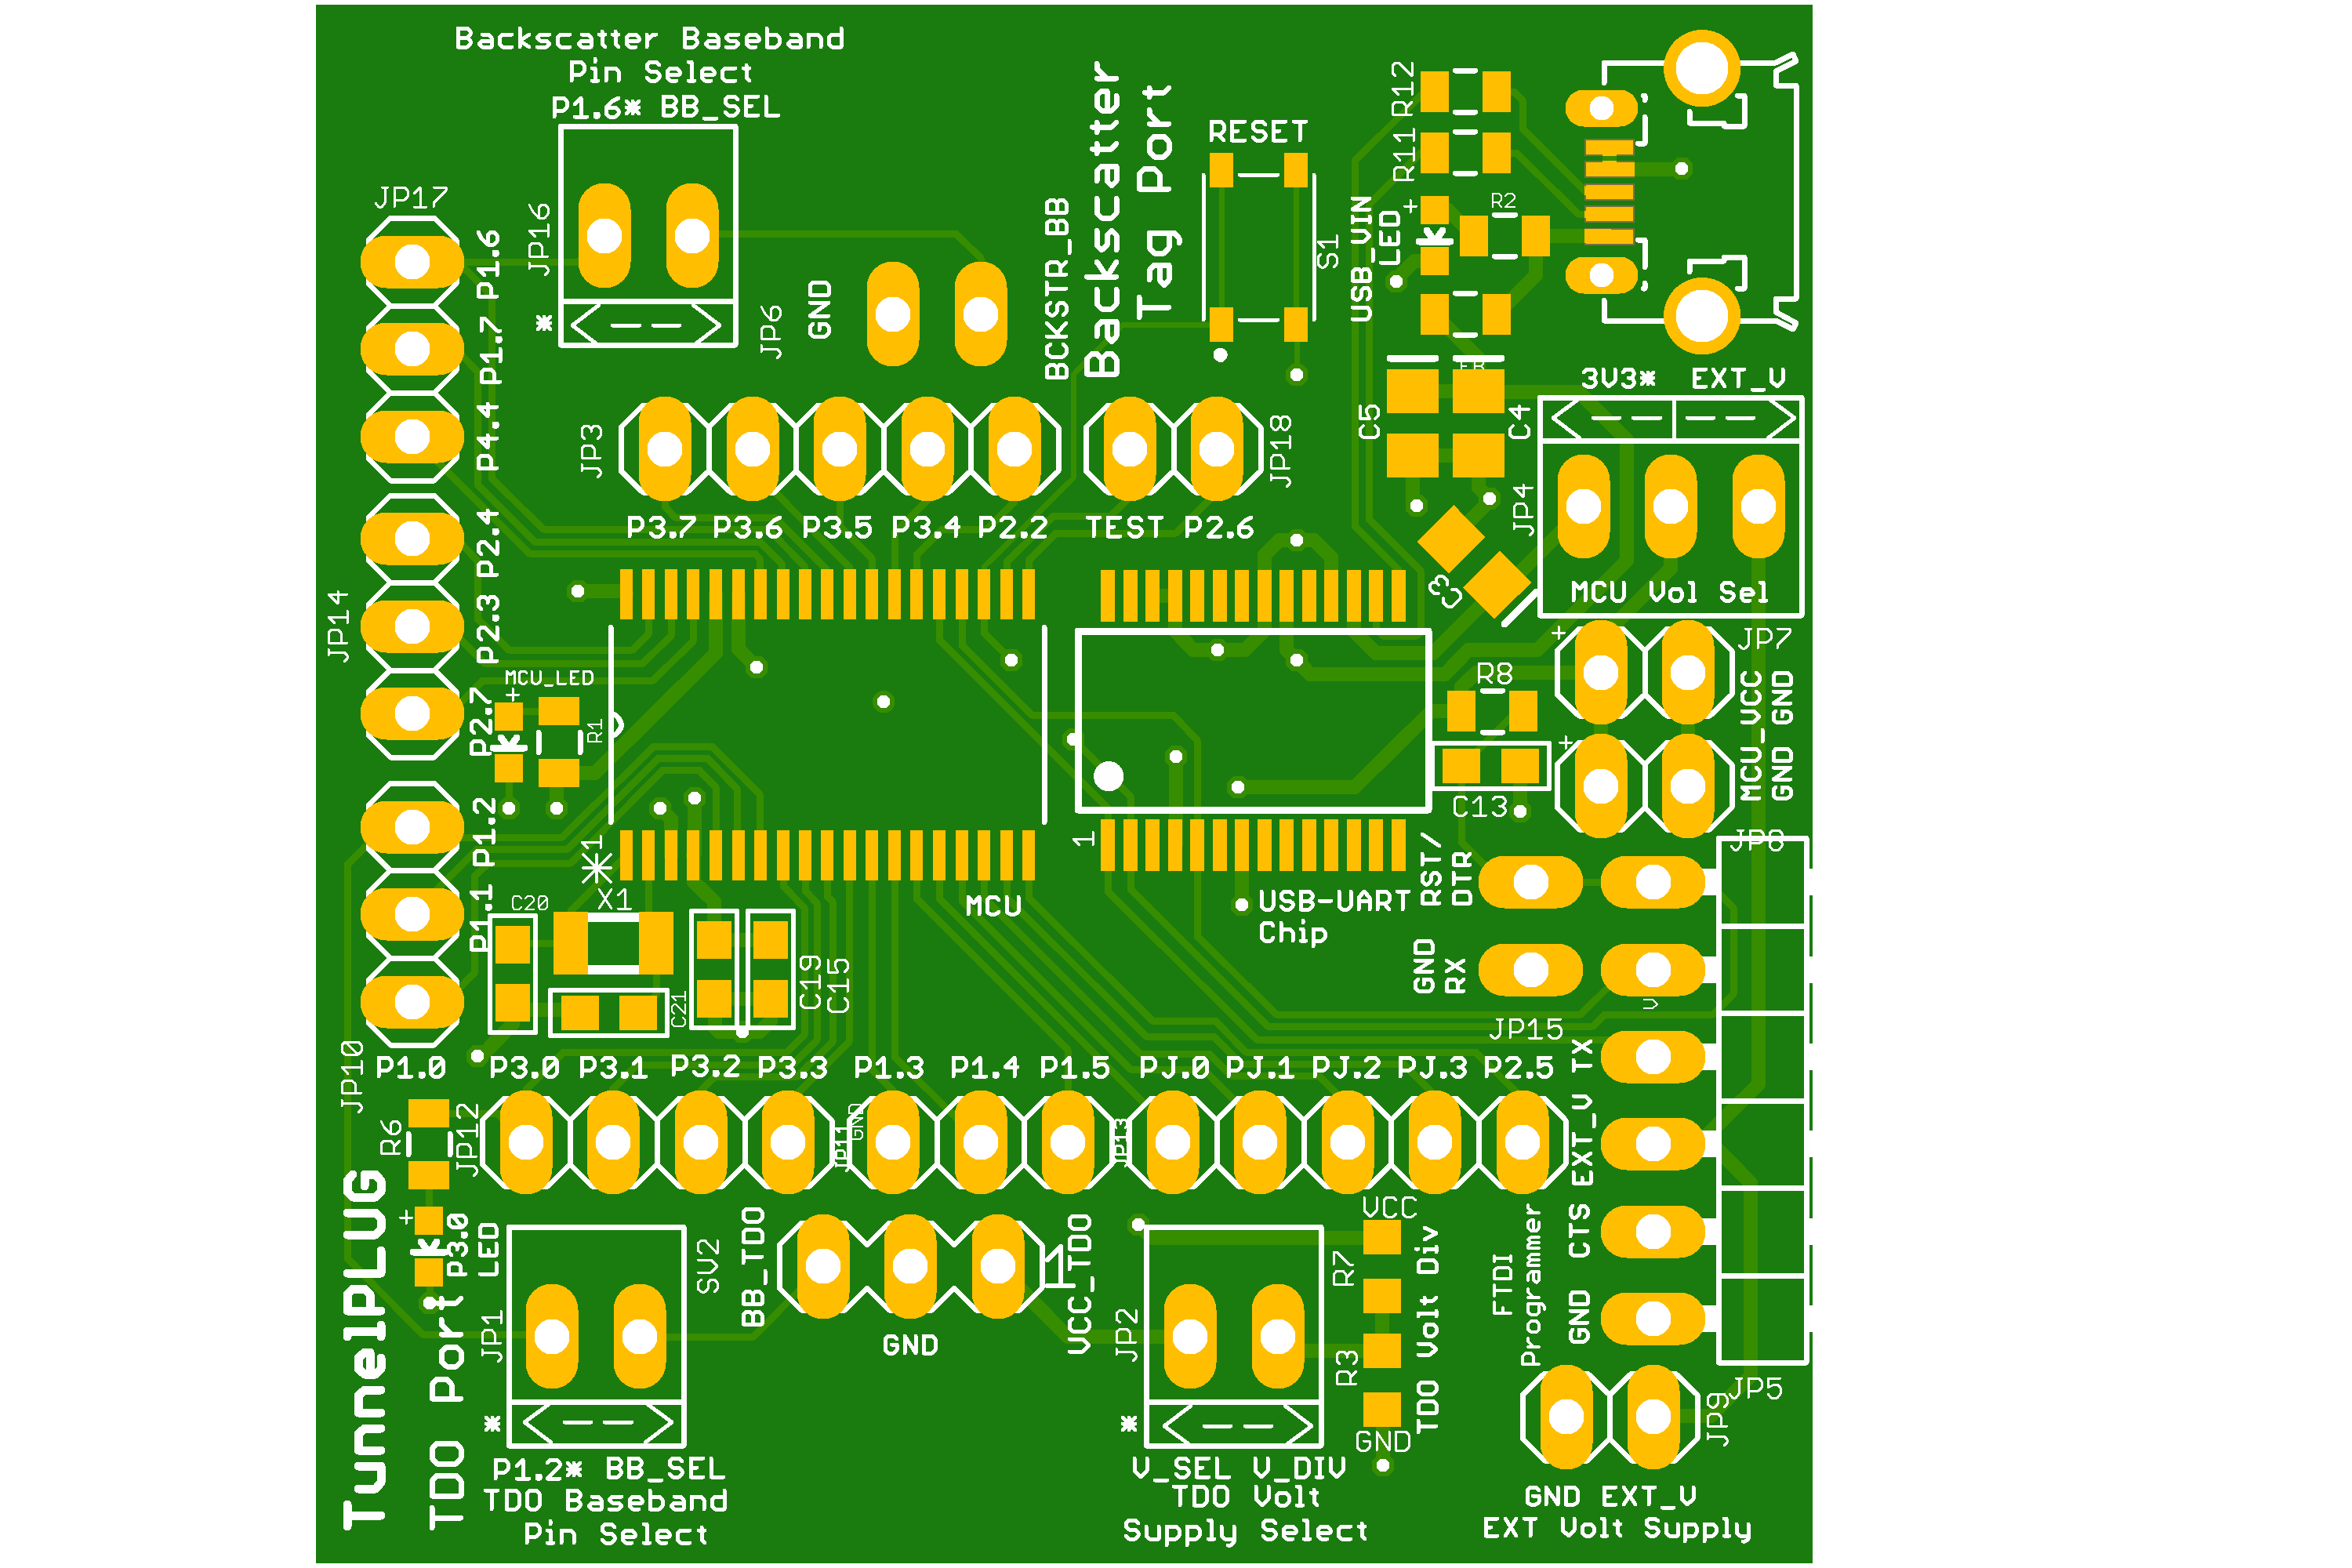 Backscatter Baseband
Pin Select
P1.6* BB_SEL
JP17
JP16
*
P1.6
P1.7
P4.4
JP6
GND
BCKSTR_BB
Backscatter
Tag Port
RESET
S1
R12
R11
R2
+
USB_VIN
LED
C5
C4
3V3* EXT_V
JP4
MCU Vol Sel
C3
JP3
JP18
P3.7 P3.6 P3.5 P3.4 P2.2 TEST P2.6
JP14
P2.4
P2.3
P2.7
MCU_LED
+
R1
R8
C13
+
JP7
MCU_VCC
GND
+
MCU_VCC
GND
JP8
P1.2
P1.1
1
X1
C20
C21
C19
C15
MCU
1
USB-UART
Chip
RST/
DTR
GND
RX
JP15
JP10
P1.0 P3.0 P3.1 P3.2 P3.3 P1.3 P1.4 P1.5 PJ.0 PJ.1 PJ.2 PJ.3 P2.5
TX
EXT_V
CTS
GND
R6
JP12
JP11
GND
JP13
+
P3.0
LED
TunnelPLUG
TDO Port
JP1
SV2
*
P1.2* BB_SEL
TDO Baseband
Pin Select
BB_TDO
GND
1
VCC_TDO
JP2
*
V_SEL V_DIV
TDO Volt
Supply Select
VCC
R7
R3
GND
TDO Volt Div
FTDI
Programmer
JP5
JP9
GND EXT_V
EXT Volt Supply